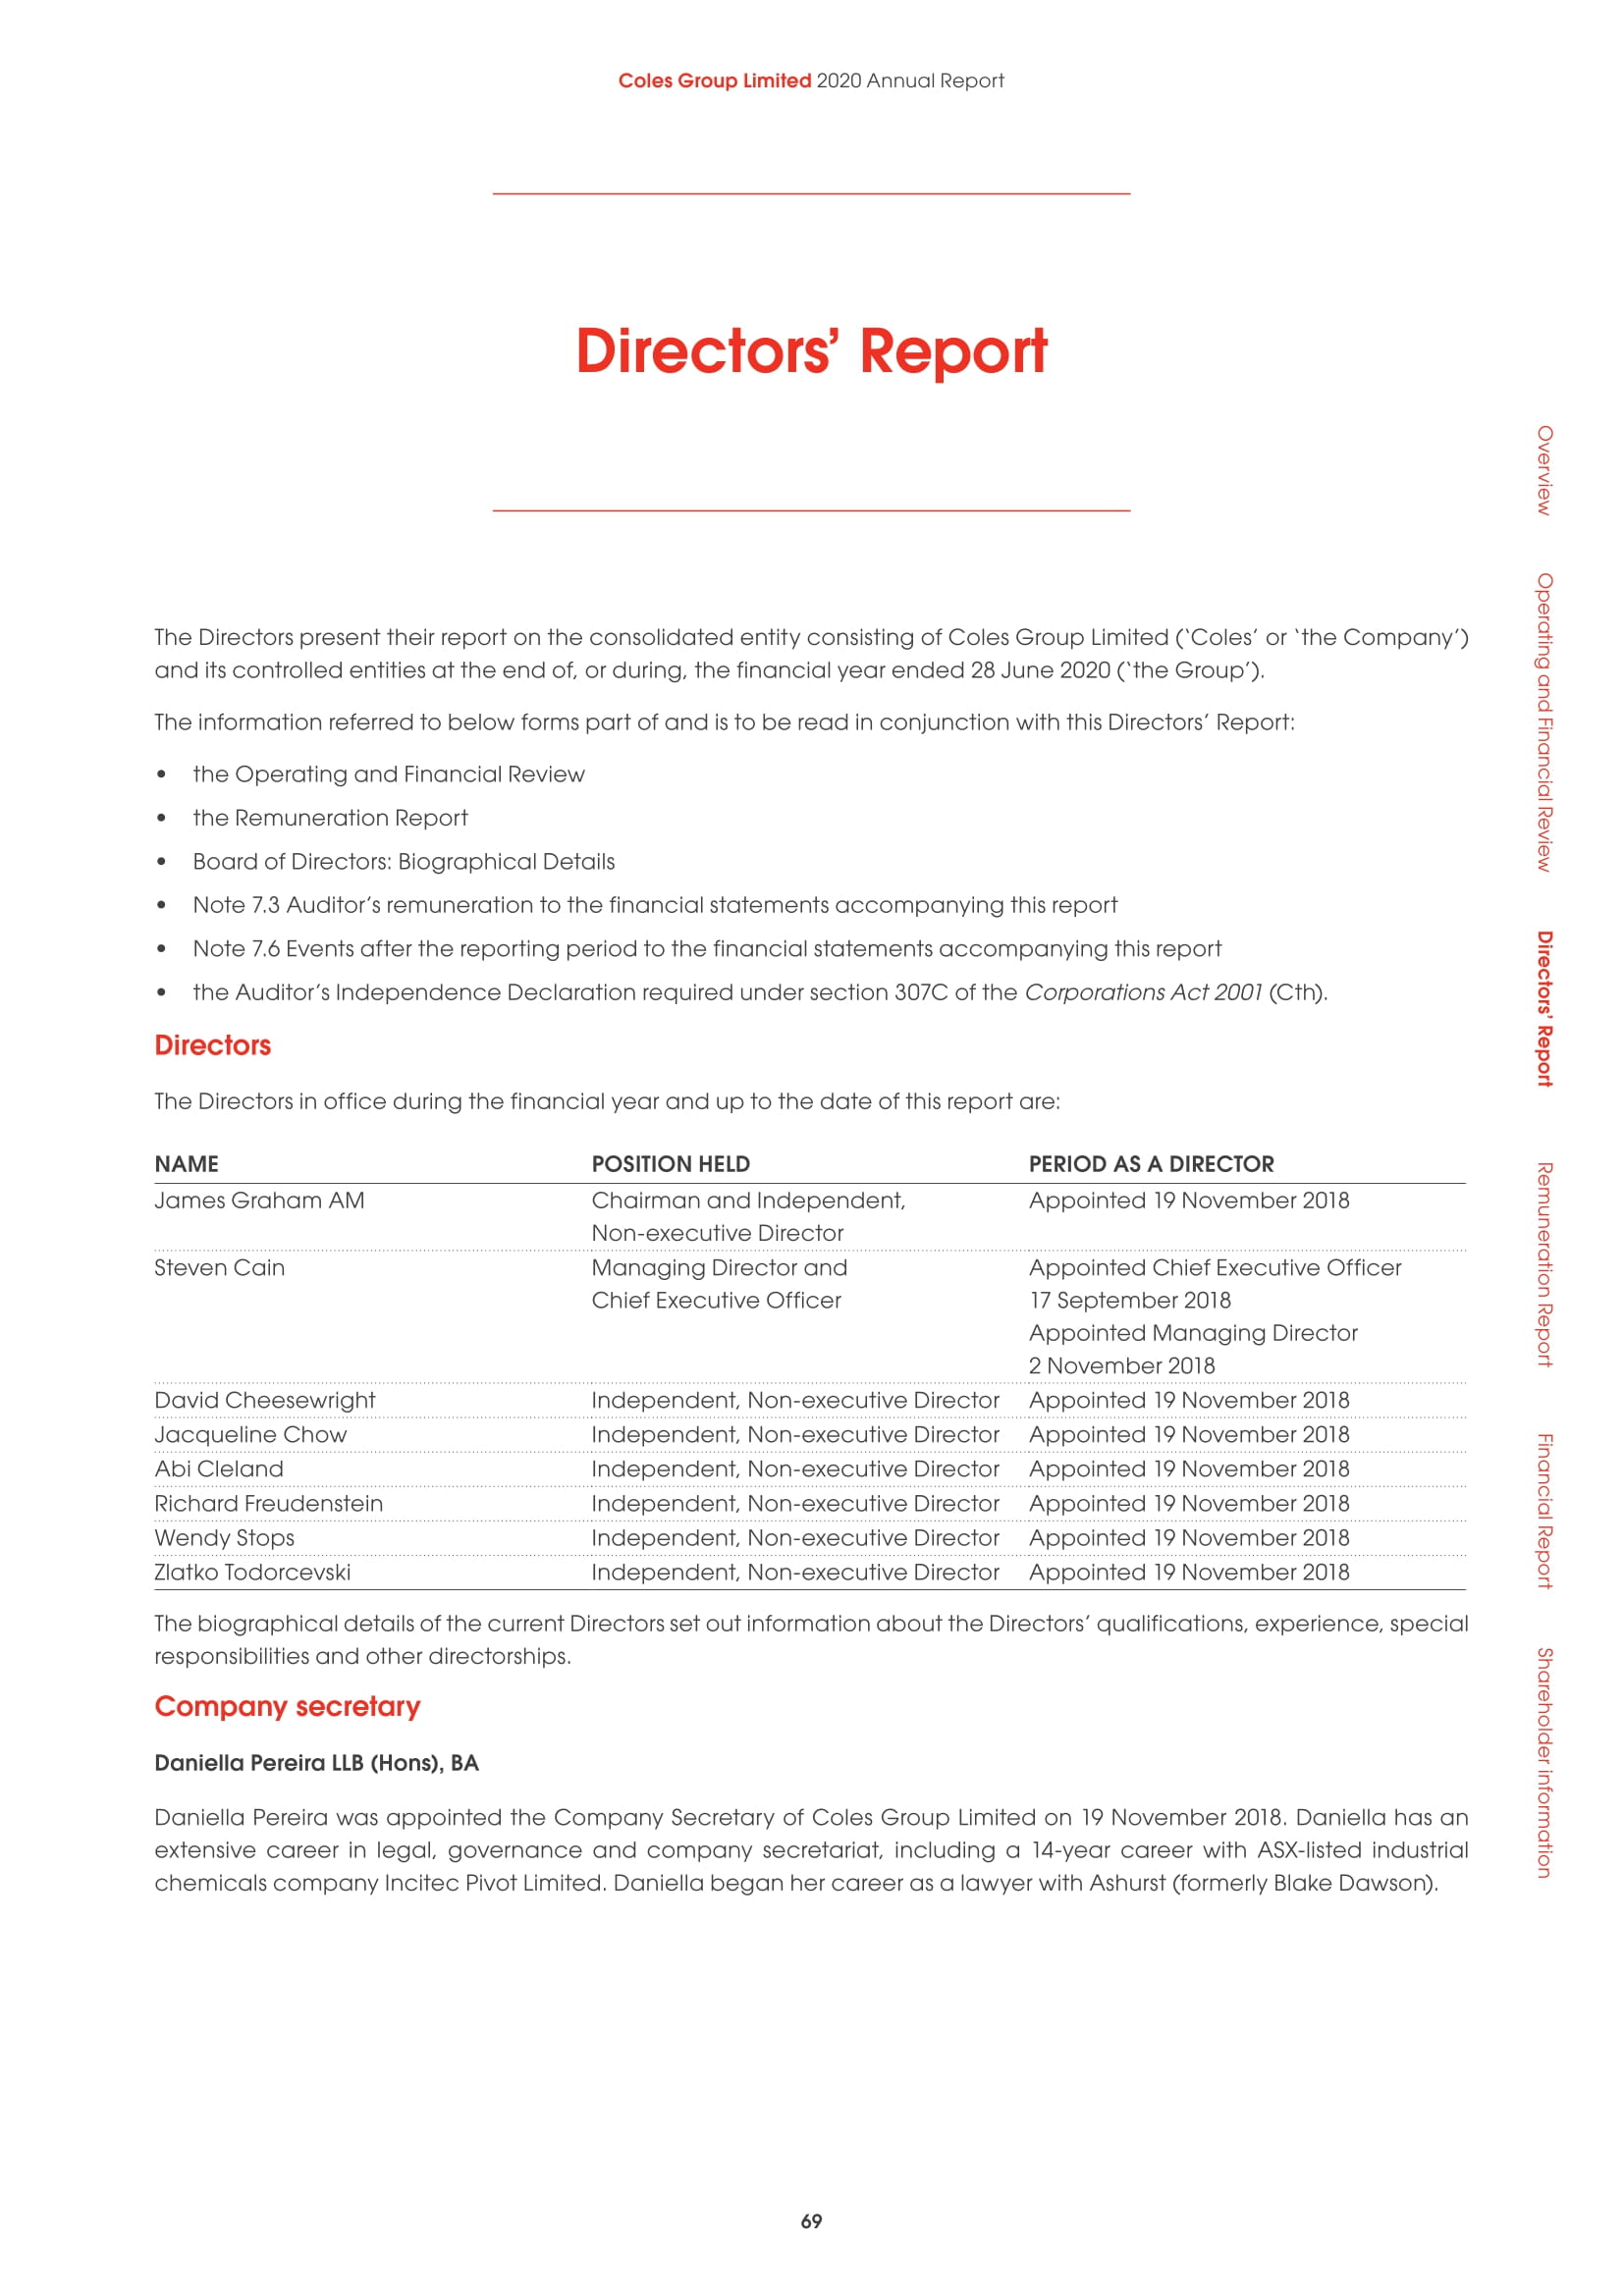 Coles Group Limited 2020 Annual Report
Directors’ Report
The Directors present their report on the consolidated entity consisting of Coles Group Limited (‘Coles’ or ‘the Company’)
and its controlled entities at the end of, or during, the financial year ended 28 June 2020 (‘the Group’).
The information referred to below forms part of and is to be read in conjunction with this Directors’ Report:
• the Operating and Financial Review
• the Remuneration Report
• Board of Directors: Biographical Details
• Note 7.3 Auditor’s remuneration to the financial statements accompanying this report
• Note 7.6 Events after the reporting period to the financial statements accompanying this report
• the Auditor’s Independence Declaration required under section 307C of the Corporations Act 2001 (Cth).
Directors
The Directors in office during the financial year and up to the date of this report are:
NAME POSITION HELD PERIOD AS A DIRECTOR
James Graham AM Chairman and Independent, Appointed 19 November 2018
Non-executive Director
Steven Cain Managing Director and Appointed Chief Executive Officer
Chief Executive Officer 17 September 2018
Appointed Managing Director
2 November 2018
David Cheesewright Independent, Non-executive Director Appointed 19 November 2018
Jacqueline Chow Independent, Non-executive Director Appointed 19 November 2018
Abi Cleland Independent, Non-executive Director Appointed 19 November 2018
Richard Freudenstein Independent, Non-executive Director Appointed 19 November 2018
Wendy Stops Independent, Non-executive Director Appointed 19 November 2018
Zlatko Todorcevski Independent, Non-executive Director Appointed 19 November 2018
The biographical details of the current Directors set out information about the Directors’ qualifications, experience, special
responsibilities and other directorships.
Company secretary
Daniella Pereira LLB (Hons), BA
Daniella Pereira was appointed the Company Secretary of Coles Group Limited on 19 November 2018. Daniella has an
extensive career in legal, governance and company secretariat, including a 14-year career with ASX-listed industrial
chemicals company Incitec Pivot Limited. Daniella began her career as a lawyer with Ashurst (formerly Blake Dawson).
Overview
Operating and Financial Review
Directors’ Report
Remuneration Report
Financial Report
Shareholder information
69